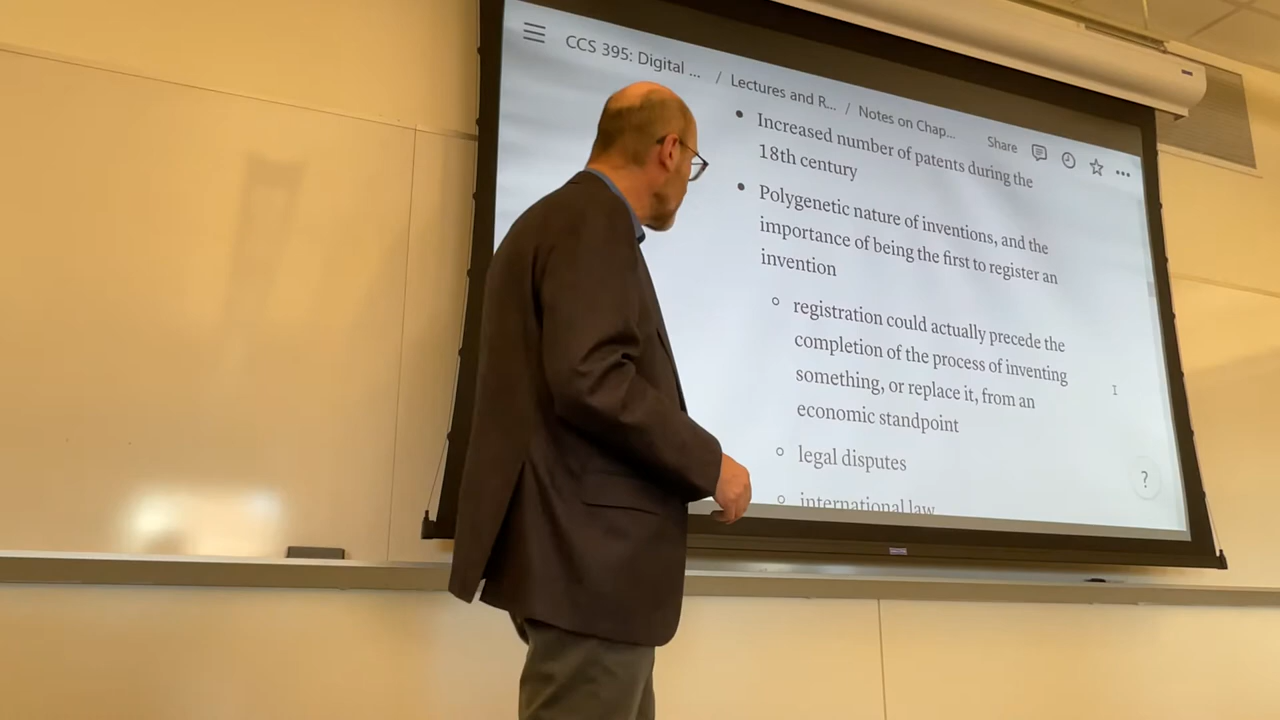 CCS 395: Digital ... / Lectures and R... / Notes on Chap...
Share
Increased number of patents during the
18th century
Polygenetic nature of inventions, and the
importance of being the first to register an
invention
registration could actually precede the
completion of the process of inventing
something, or replace it, from an
economic standpoint
legal disputes
international law
?